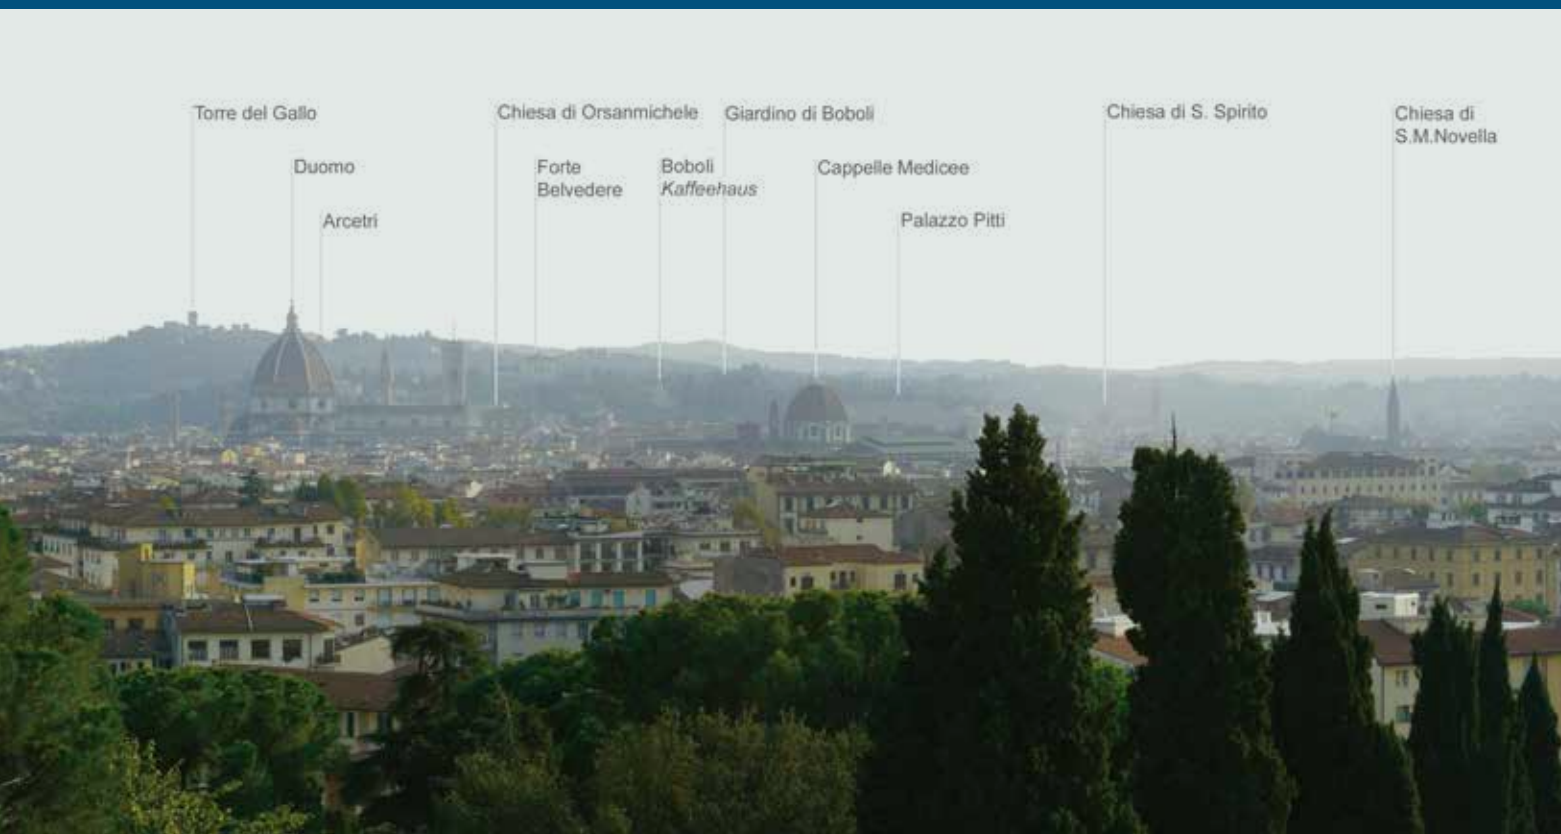 Torre del Gallo
Chiesa di Orsanmichele
Giardino di Boboli
Chiesa di S. Spirito
Chiesa di
S.M.Novella
Duomo
Forte
Belvedere
Boboli
Kaffeehaus
Cappelle Medicee
Arcetri
Palazzo Pitti